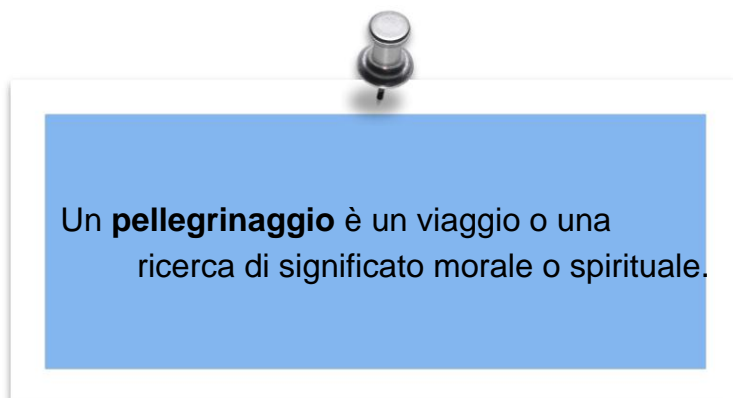 Un pellegrinaggio è un viaggio o una
ricerca di significato morale o spirituale.